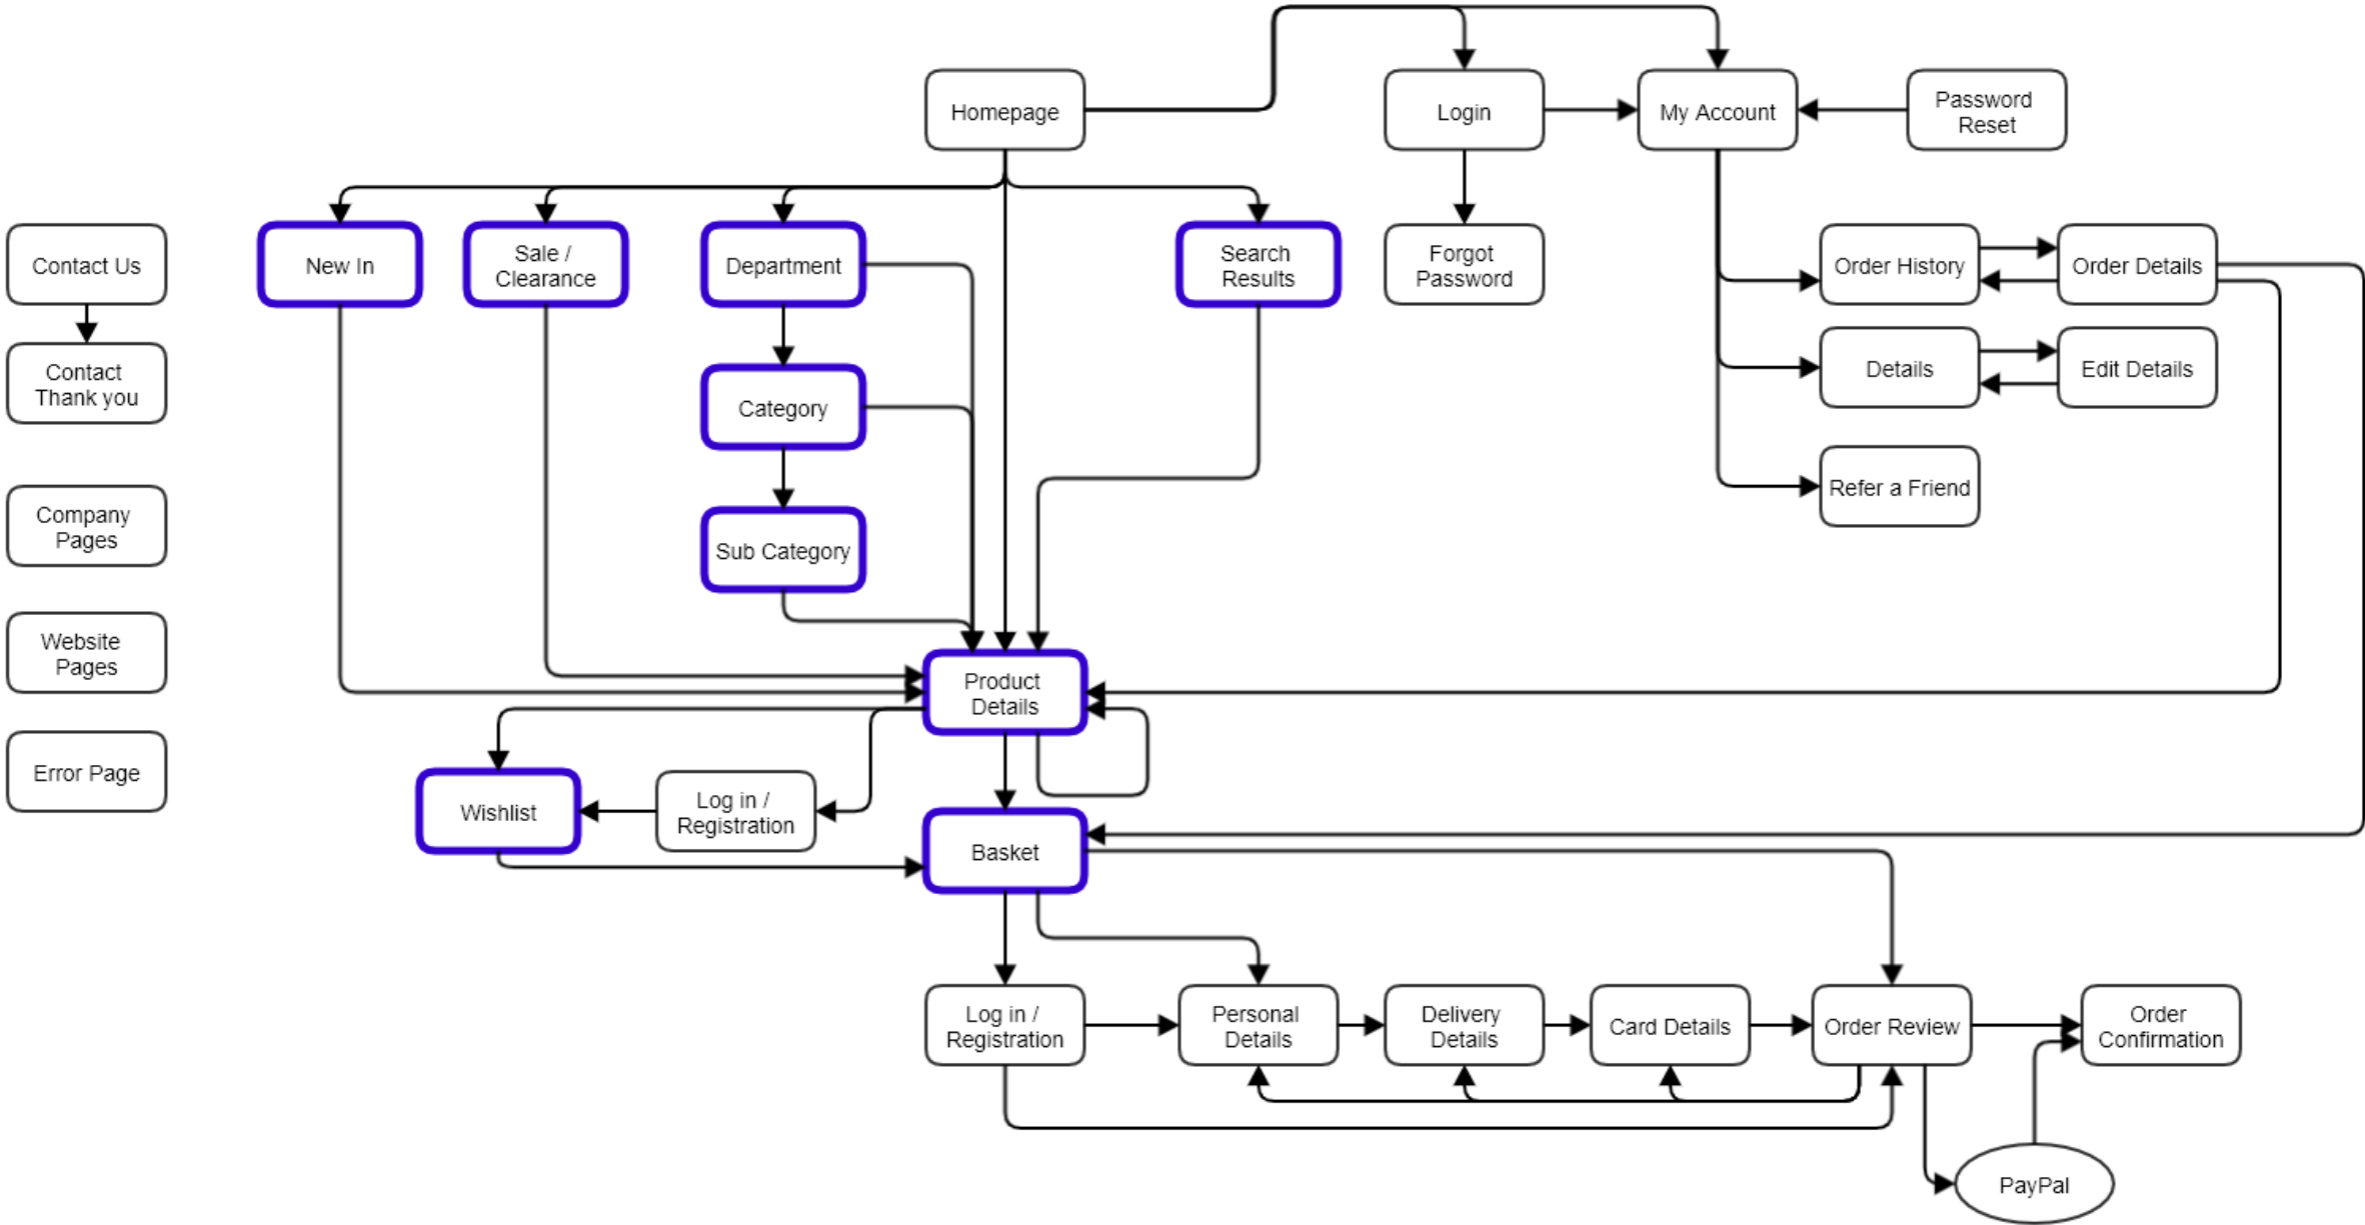 Homepage
Login
My Account
Password
Reset
Contact Us
New In
Sale /
Clearance
Department
Search
Results
Forgot
Password
Order History
Order Details
Contact
Thank you
Category
Details
Edit Details
Company
Pages
Sub Category
Refer a Friend
Website
Pages
Product
Details
Error Page
Wishlist
Log in /
Registration
Basket
Log in /
Registration
Personal
Details
Delivery
Details
Card Details
Order Review
Order
Confirmation
PayPal